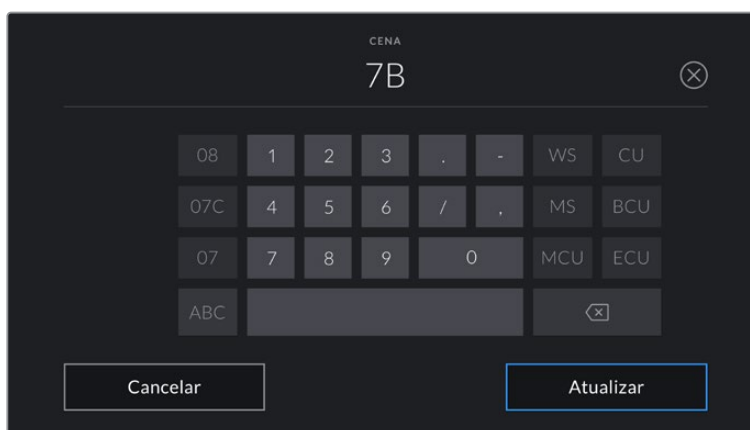 CENA
7B
08 1 2 3 . - WS CU
07C 4 5 6 / , MS BCU
07 7 8 9 0 MCU ECU
ABC
Cancelar Atualizar